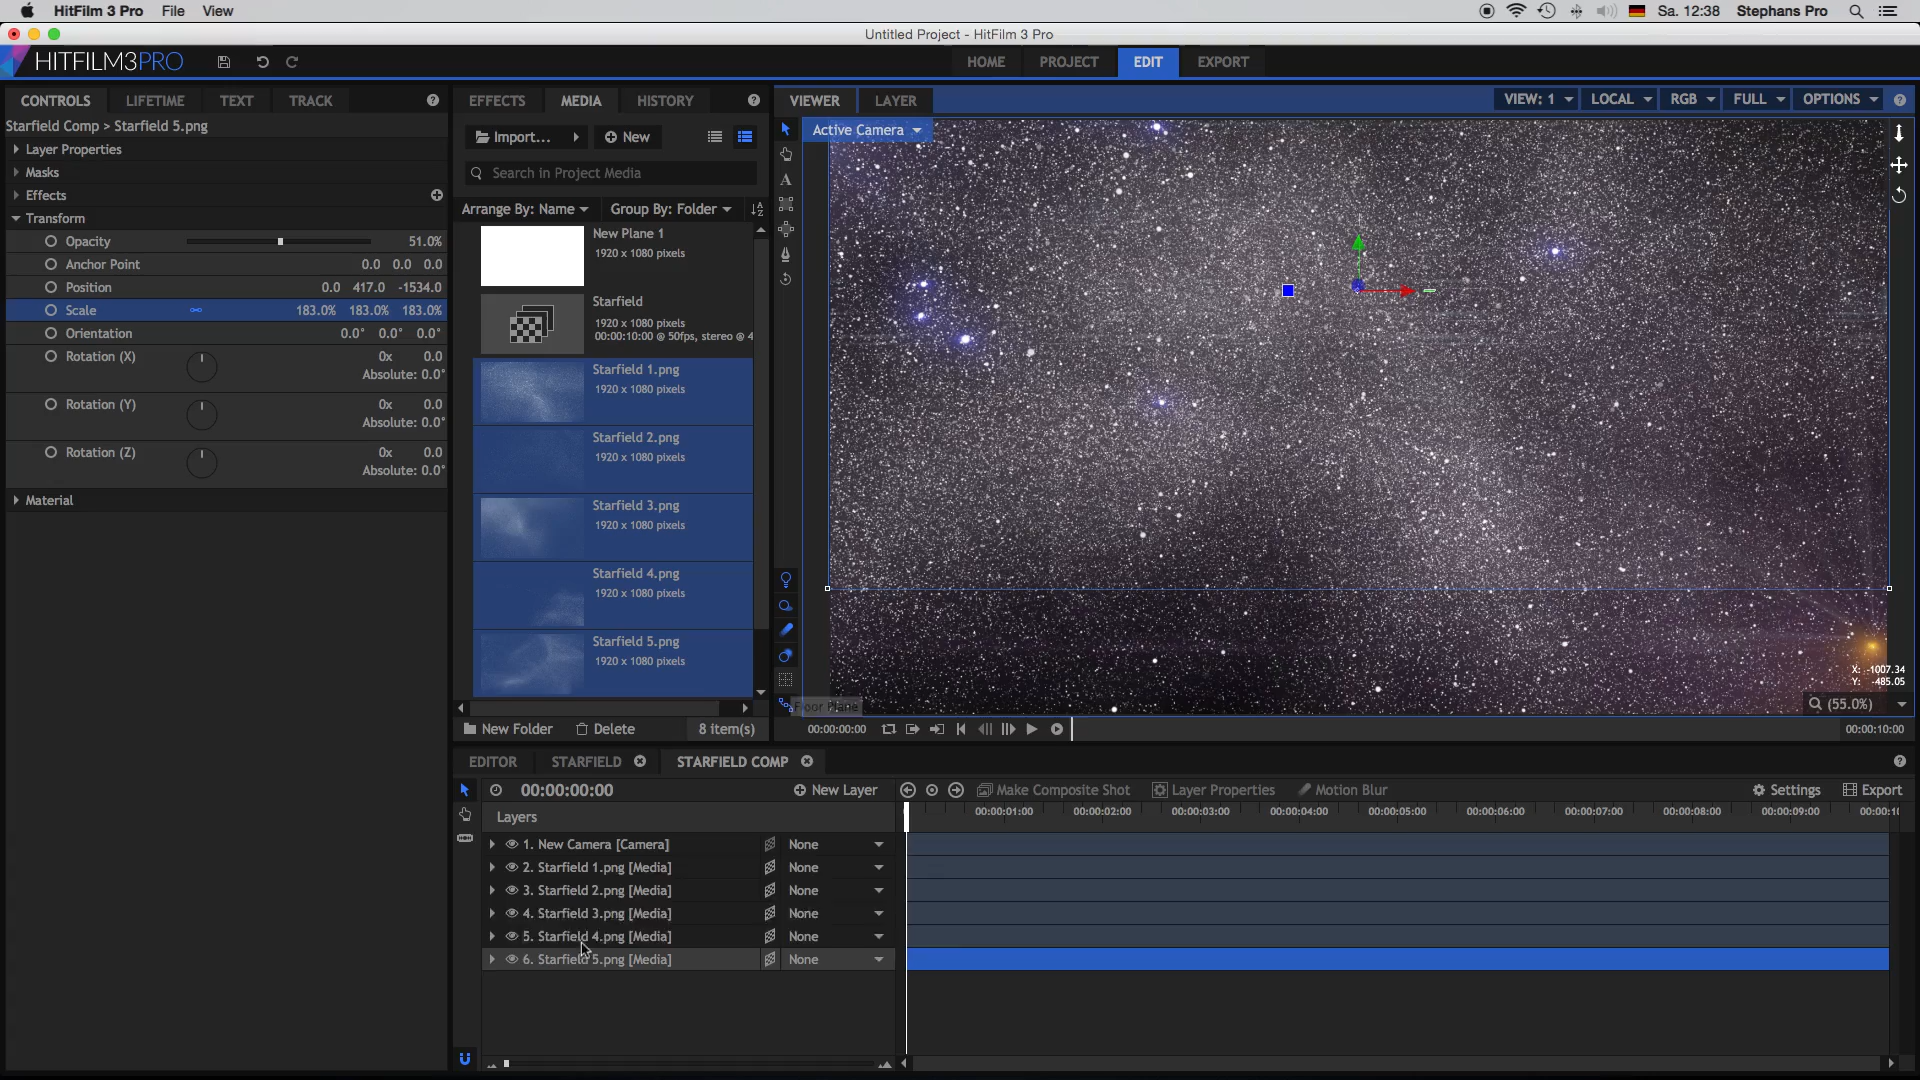 HitFilm 3 Pro File View Sa. 12:38 Stephans Pro
Untitled Project - HitFilm 3 Pro
HITFILM3PRO HOME PROJECT EDIT EXPORT
CONTROLS LIFETIME TEXT TRACK
Starfield Comp > Starfield 5.png
Layer Properties
Masks
Effects
Transform
Opacity 51.0%
Anchor Point 0.0 0.0 0.0
Position 0.0 417.0 -1534.0
Scale 183.0% 183.0% 183.0%
Orientation 0.0° 0.0° 0.0°
Rotation (X) 0x 0.0
Absolute: 0.0°
Rotation (Y) 0x 0.0
Absolute: 0.0°
Rotation (Z) 0x 0.0
Absolute: 0.0°
Material
EFFECTS MEDIA HISTORY
Import... New
Search in Project Media
Arrange By: Name Group By: Folder
New Plane 1
1920 x 1080 pixels
Starfield
1920 x 1080 pixels
00:00:10:00 @ 50fps, stereo @ 4
Starfield 1.png
1920 x 1080 pixels
Starfield 2.png
1920 x 1080 pixels
Starfield 3.png
1920 x 1080 pixels
Starfield 4.png
1920 x 1080 pixels
Starfield 5.png
1920 x 1080 pixels
New Folder Delete 8 item(s)
VIEWER LAYER VIEW: 1 LOCAL RGB FULL OPTIONS
Active Camera
X: -1007.34
Y: -485.05
Floor Plane (55.0%)
00:00:00:00 00:00:10:00
EDITOR STARFIELD STARFIELD COMP
00:00:00:00 New Layer Make Composite Shot Layer Properties Motion Blur Settings Export
00:00:01:00 00:00:02:00 00:00:03:00 00:00:04:00 00:00:05:00 00:00:06:00 00:00:07:00 00:00:08:00 00:00:09:00 00:00:10
Layers
1. New Camera [Camera] None
2. Starfield 1.png [Media] None
3. Starfield 2.png [Media] None
4. Starfield 3.png [Media] None
5. Starfield 4.png [Media] None
6. Starfield 5.png [Media] None